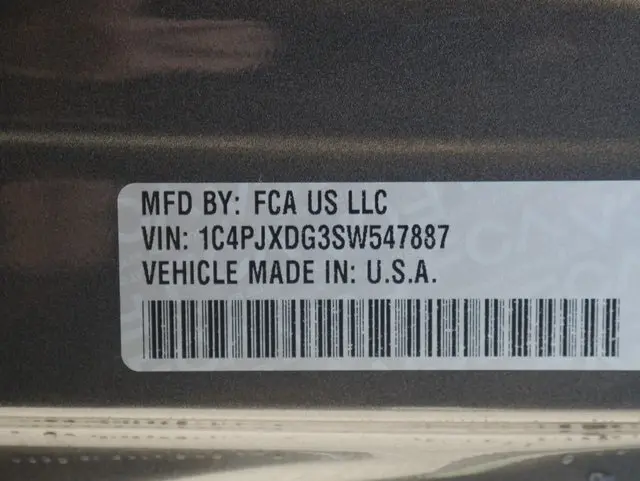 MFD BY: FCA US LLC
VIN: 1C4PJXDG3SW547887
VEHICLE MADE IN: U.S.A.